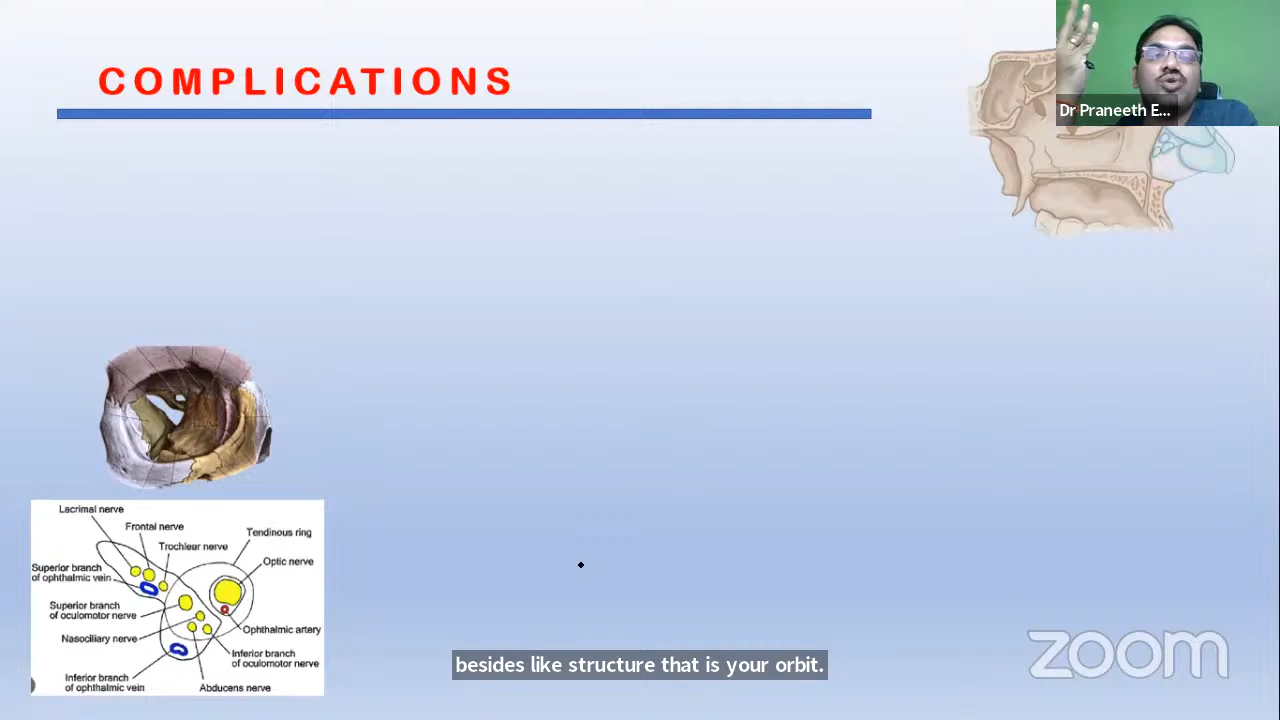 COMPLICATIONS
Dr Praneeth E...
Lacrimal nerve
Frontal nerve
Tendinous ring
Trochlear nerve
Optic nerve
Superior branch
of ophthalmic vein
Superior branch
of oculomotor nerve
Ophthalmic artery
Nasociliary nerve
Inferior branch
of oculomotor nerve
Inferior branch
of ophthalmic vein
Abducens nerve
besides like structure that is your orbit.
zoom